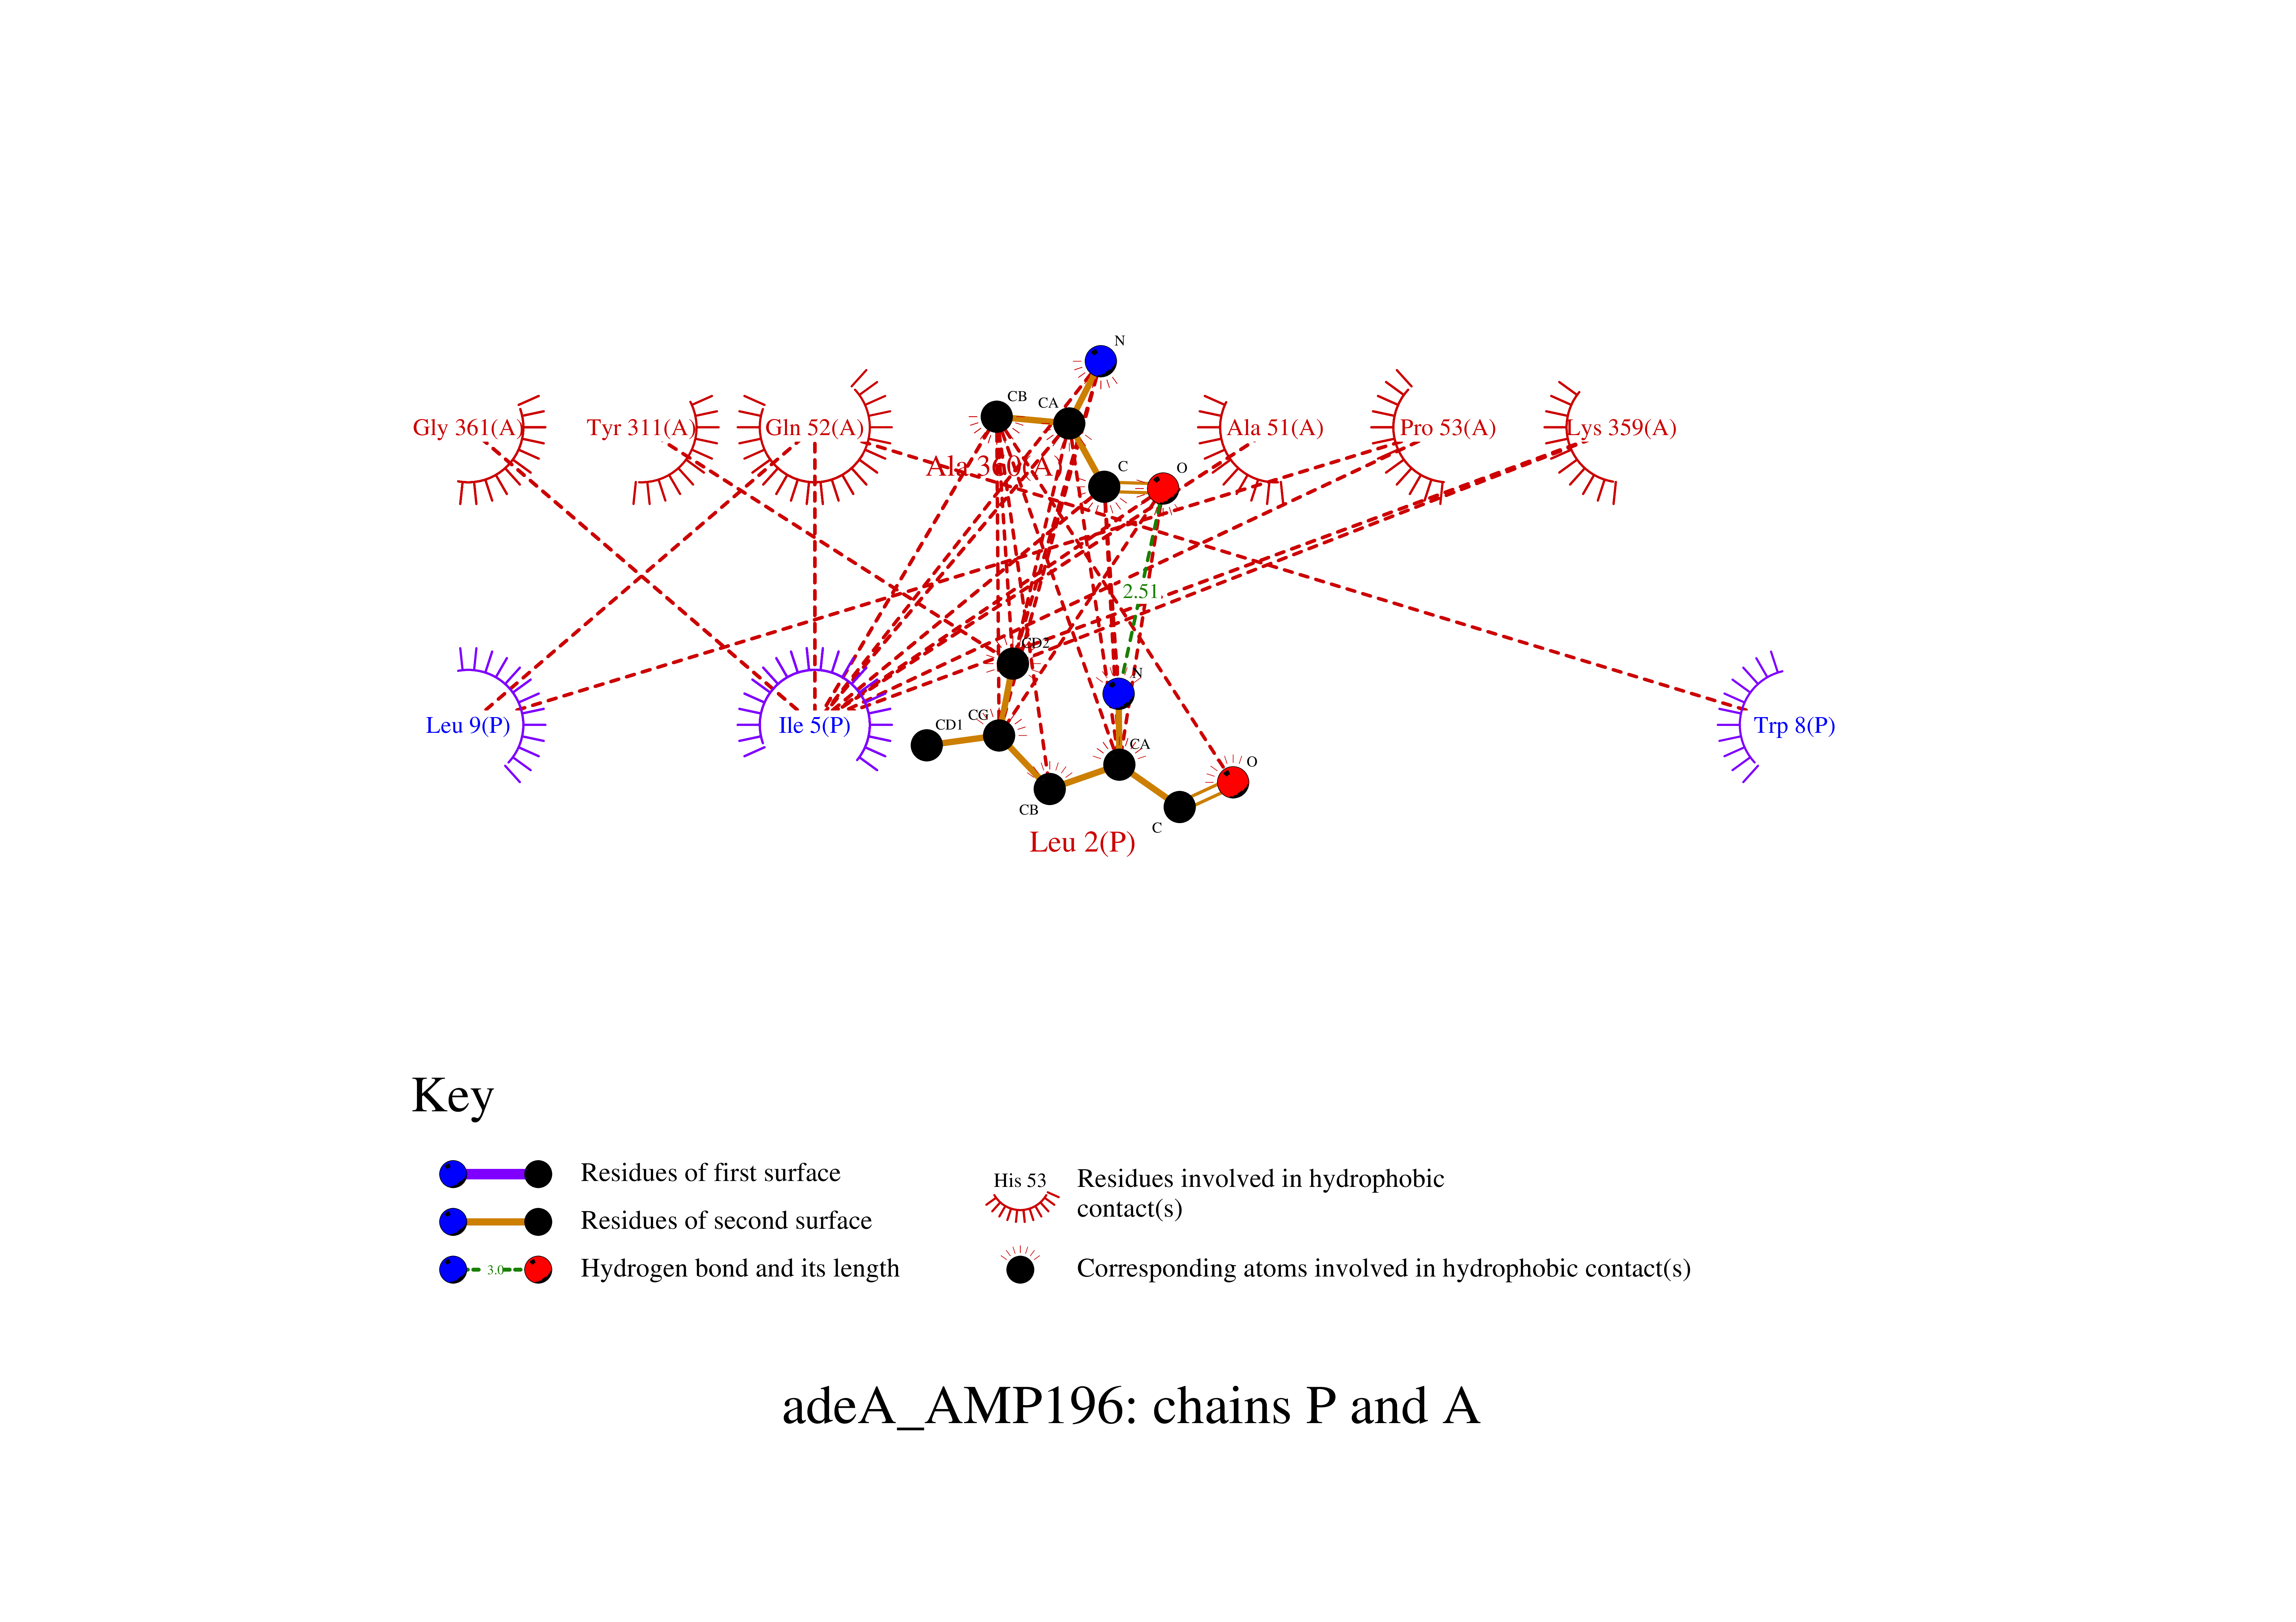 N
CB
CA
Gly 361(A)
Tyr 311(A)
Gln 52(A)
Ala 51(A)
Pro 53(A)
Lys 359(A)
Ala 360(A)
C
O
2.51
CD2
N
Leu 9(P)
Ile 5(P)
CD1
CG
CA
O
Trp 8(P)
CB
C
Leu 2(P)
Key
Residues of first surface
Residues of second surface
3.0
Hydrogen bond and its length
His 53
Residues involved in hydrophobic
contact(s)
Corresponding atoms involved in hydrophobic contact(s)
adeA_AMP196: chains P and A